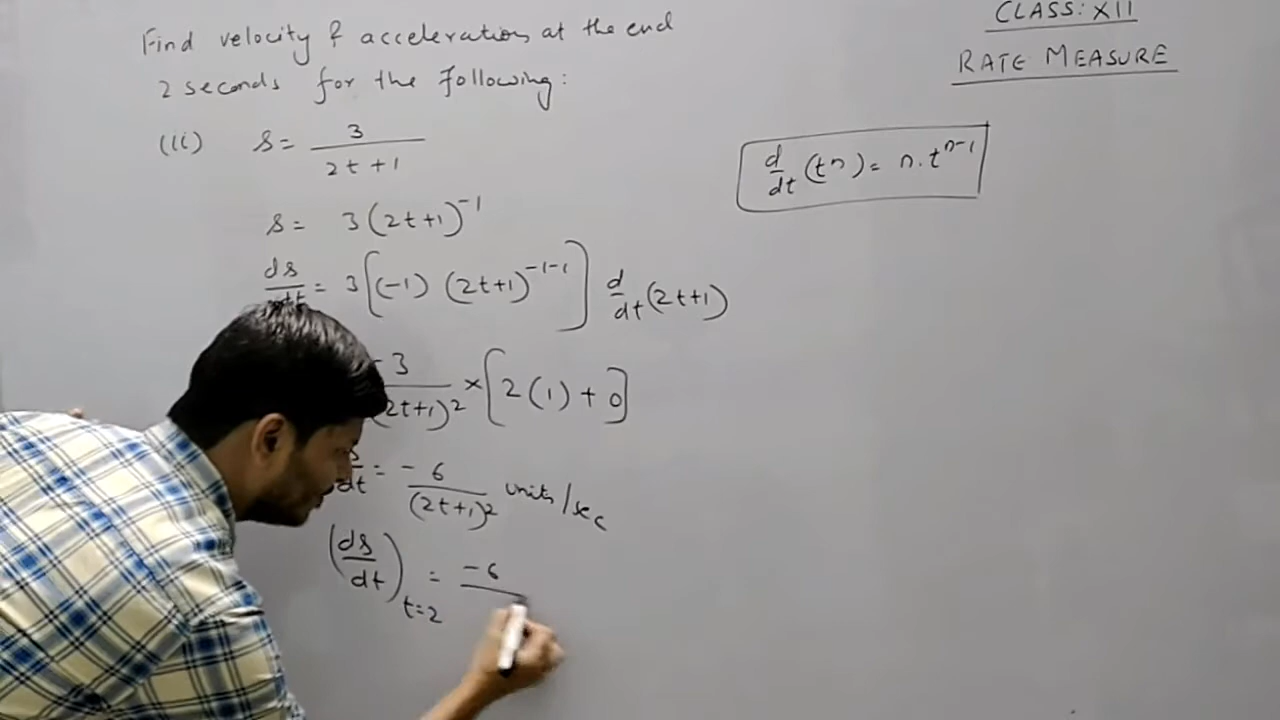 Find velocity & acceleration at the end
2 seconds for the following:
(ii) s = 3/(2t+1)
s = 3(2t+1)^-1
ds/dt = 3[(-1) (2t+1)^-1-1] d/dt (2t+1)
-3/(2t+1)^2 × [2(1) + 0]
ds/dt = -6/(2t+1)^2 units/sec
(ds/dt)t=2 = -6
CLASS: XII
RATE MEASURE
d/dt (t^n) = n.t^n-1